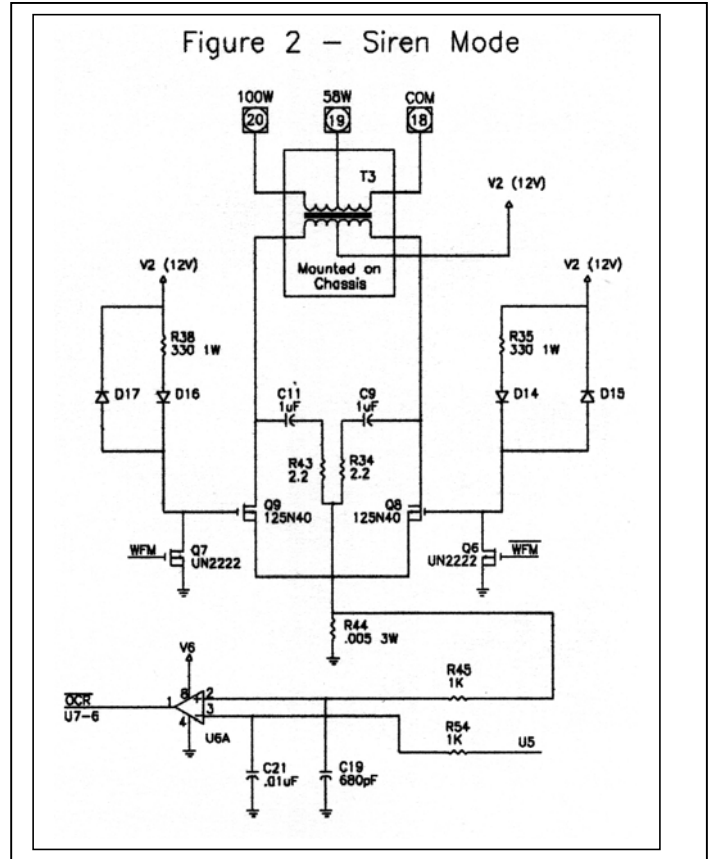 Figure 2 – Siren Mode
100W 58W COM
20 19 18
T3
V2 (12V)
Mounted on
Chassis
V2 (12V)
V2 (12V)
R38
330 1W
R35
330 1W
D17
D16
D14
D15
C11
1uF
C9
1uF
R43
2.2
R34
2.2
Q9
125N40
Q8
125N40
WFM
Q7
UN2222
Q6
UN2222
WFM
R44
.005 3W
V6
R45
1K
OCR
U7-6
1
8
2
3
4
U6A
R54
1K
U5
C21
.01uF
C19
680pF